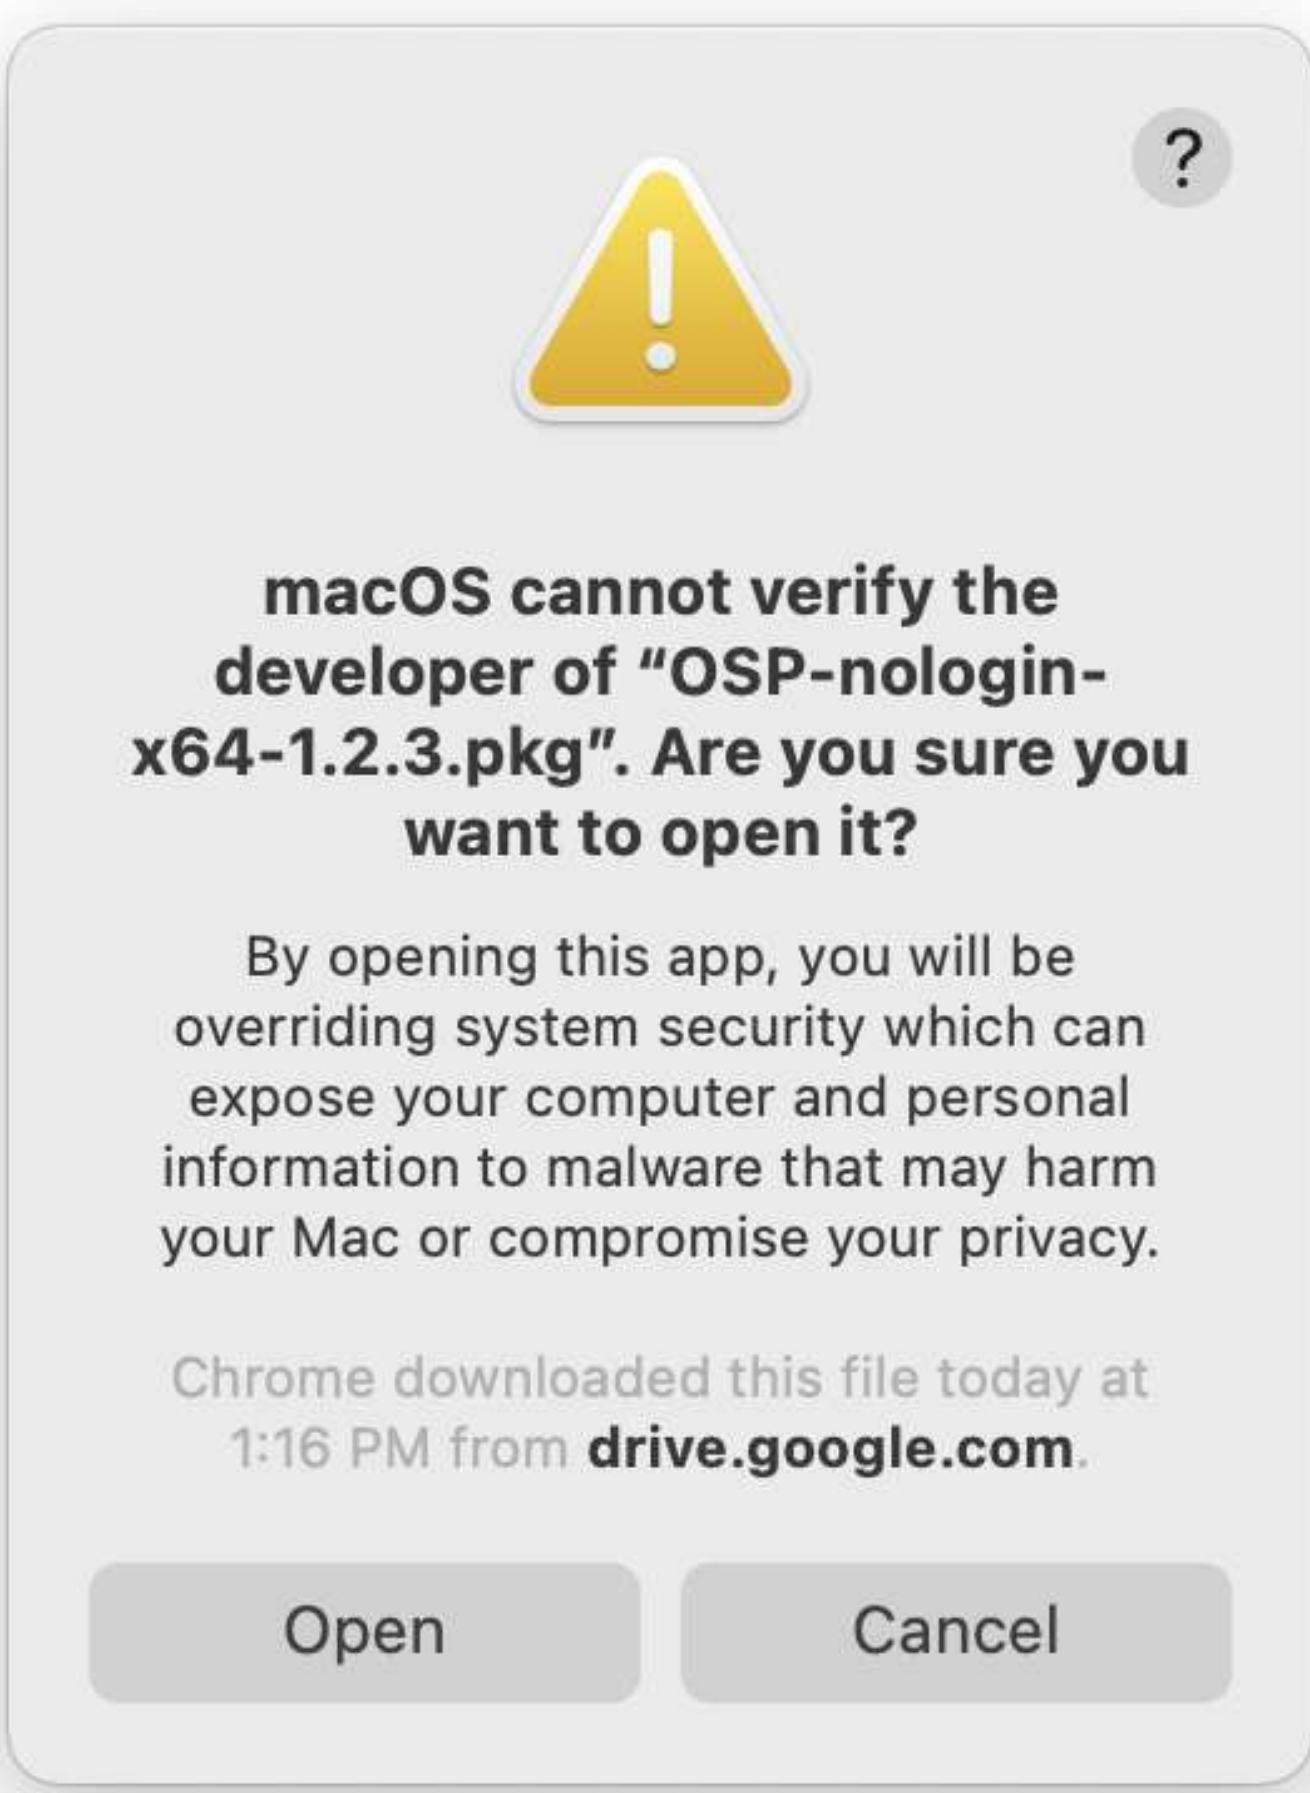 ?
macOS cannot verify the
developer of “OSP-nologin-
x64-1.2.3.pkg”. Are you sure you
want to open it?
By opening this app, you will be
overriding system security which can
expose your computer and personal
information to malware that may harm
your Mac or compromise your privacy.
Chrome downloaded this file today at
1:16 PM from drive.google.com.
Open
Cancel